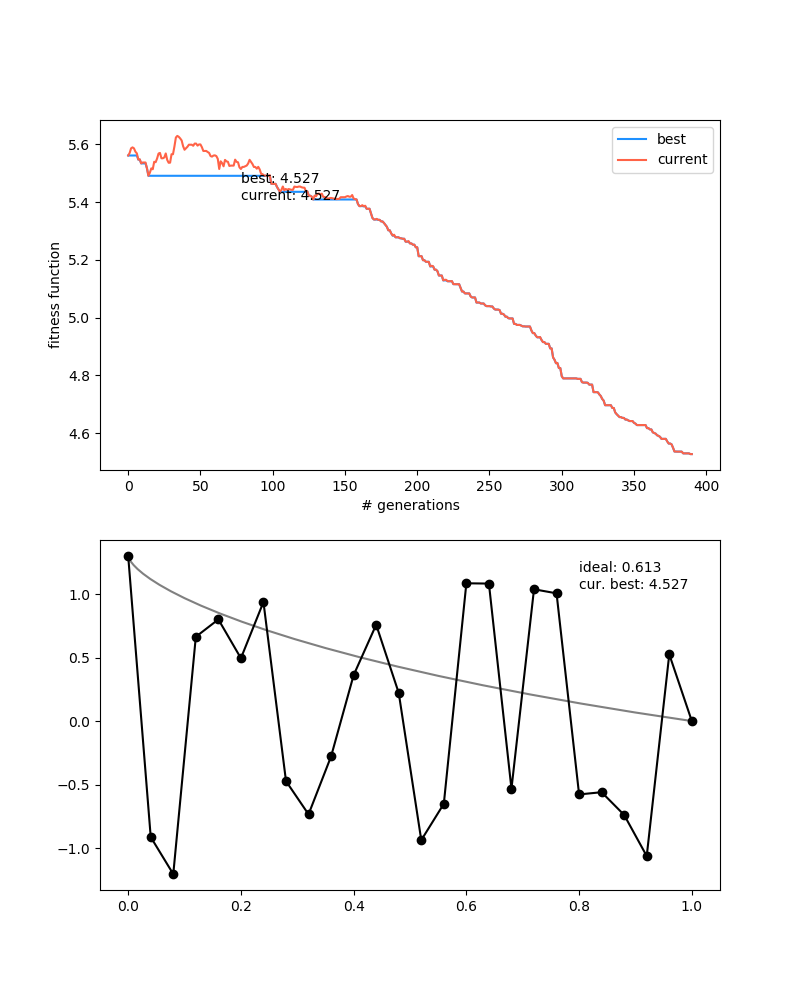 5.6
5.4
5.2
5.0
4.8
4.6
fitness function
best
current
best: 4.527
current: 4.527
0 50 100 150 200 250 300 350 400
# generations
1.0
0.5
0.0
−0.5
−1.0
ideal: 0.613
cur. best: 4.527
0.0 0.2 0.4 0.6 0.8 1.0